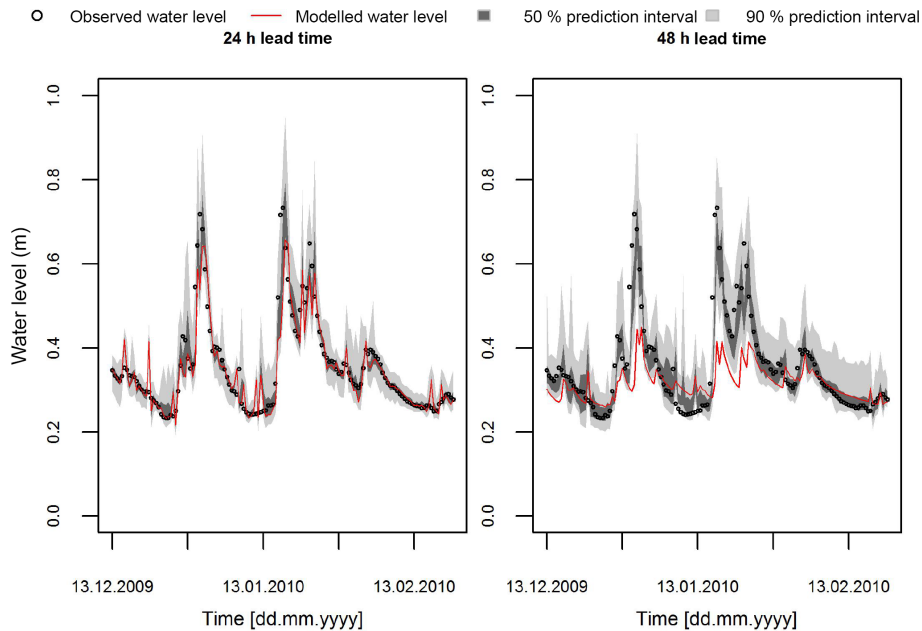 Observed water level Modelled water level 50 % prediction interval 90 % prediction interval
24 h lead time 48 h lead time
Water level (m)
1.0
0.8
0.6
0.4
0.2
0.0
13.12.2009 13.01.2010 13.02.2010
Time [dd.mm.yyyy]
1.0
0.8
0.6
0.4
0.2
0.0
13.12.2009 13.01.2010 13.02.2010
Time [dd.mm.yyyy]